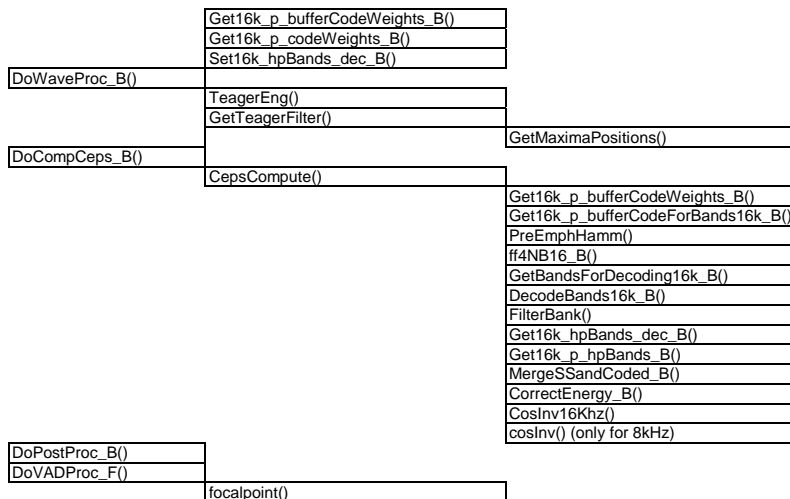 Get16k_p_bufferCodeWeights_B()
Get16k_p_codeWeights_B()
Set16k_hpBands_dec_B()
DoWaveProc_B()
TeagerEng()
GetTeagerFilter()
GetMaximaPositions()
DoCompCeps_B()
CepsCompute()
Get16k_p_bufferCodeWeights_B()
Get16k_p_bufferCodeForBands16k_B()
PreEmphHamm()
ff4NB16_B()
GetBandsForDecoding16k_B()
DecodeBands16k_B()
FilterBank()
Get16k_hpBands_dec_B()
Get16k_p_hpBands_B()
MergeSSandCoded_B()
CorrectEnergy_B()
CosInv16Khz()
cosInv() (only for 8kHz)
DoPostProc_B()
DoVADProc_F()
focalpoint()